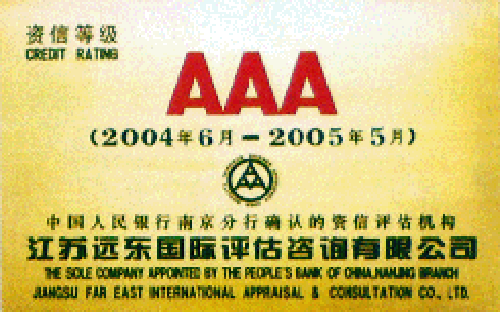 资信等级
CREDIT RATING
AAA
(2004年6月-2005年5月)
中国人民银行南京分行确认的资信评估机构
江苏远东国际评估咨询有限公司
THE SOLE COMPANY APPOINTED BY THE PEOPLE'S BANK OF CHINA,NANJING BRANCH
JIANGSU FAR EAST INTERNATIONAL APPRAISAL & CONSULTATION CO., LTD.